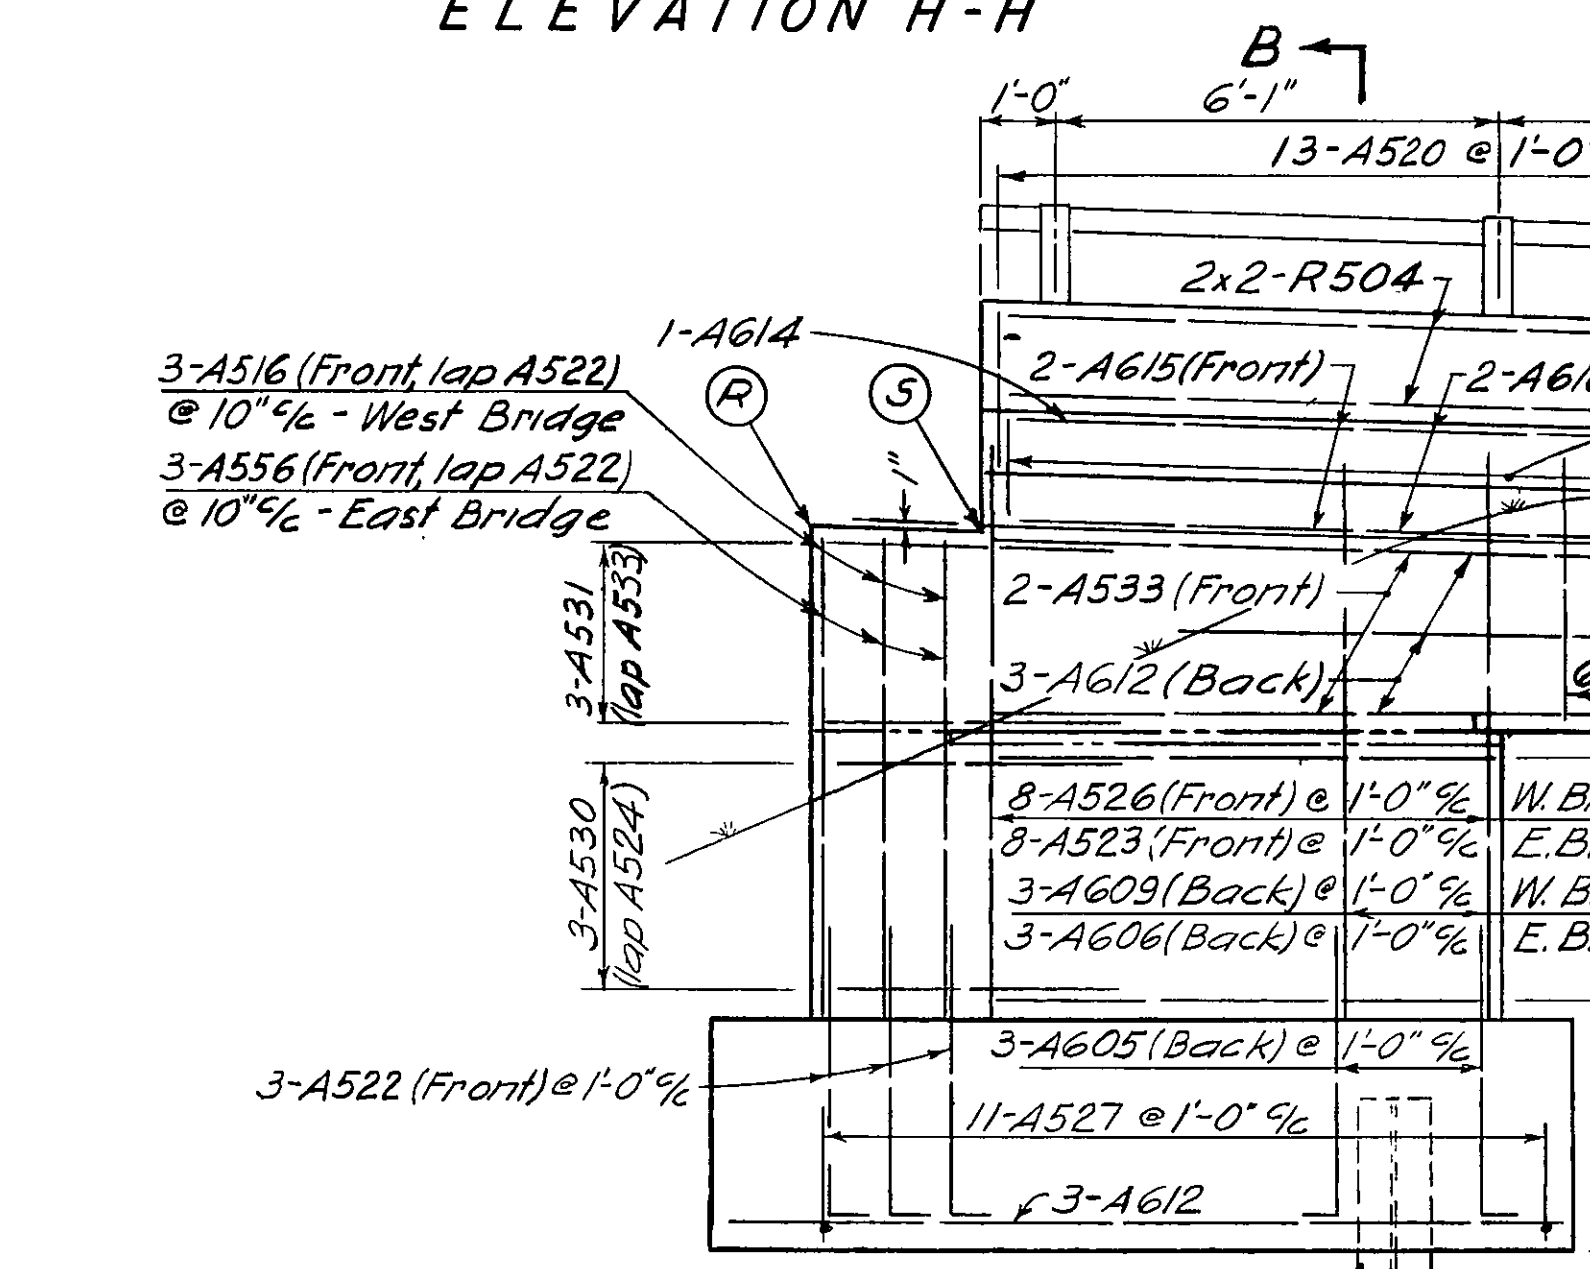 ELEVATION H-H
B
1'-0" 6'-1"
13-A520 @ 1'-0"
2x2-R504
1-A614
3-A516 (Front, lap A522)
@ 10" c/c - West Bridge
3-A556 (Front, lap A522)
@ 10" c/c - East Bridge
R
S
2-A615 (Front)
1"
2-A533 (Front)
3-A612 (Back)
3-A531
(lap A533)
3-A530
(lap A524)
8-A526 (Front) @ 1'-0" c/c W. B
8-A523 (Front) @ 1'-0" c/c E. B
3-A609 (Back) @ 1'-0" c/c W. B
3-A606 (Back) @ 1'-0" c/c E. B
3-A605 (Back) @ 1'-0" c/c
3-A522 (Front) @ 1'-0" c/c
11-A527 @ 1'-0" c/c
3-A612